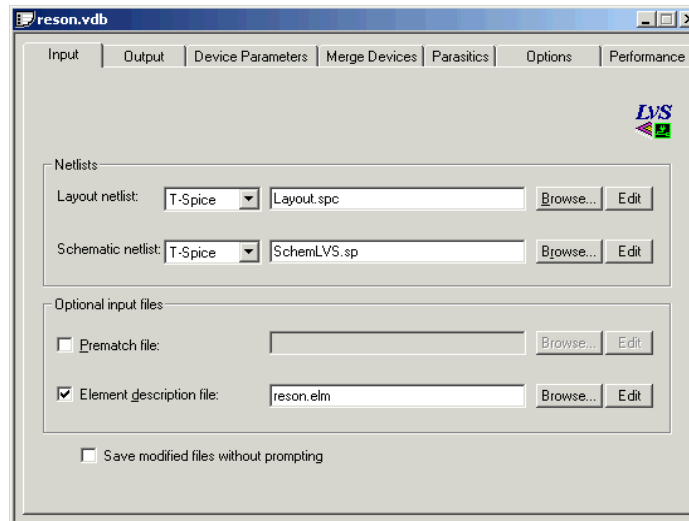 reson.vdb
Input Output Device Parameters Merge Devices Parasitics Options Performance
LVS
Netlists
Layout netlist: T-Spice Layout.spc Browse... Edit
Schematic netlist: T-Spice SchemLVS.sp Browse... Edit
Optional input files
Prematch file: Browse... Edit
Element description file: reson.elm Browse... Edit
Save modified files without prompting